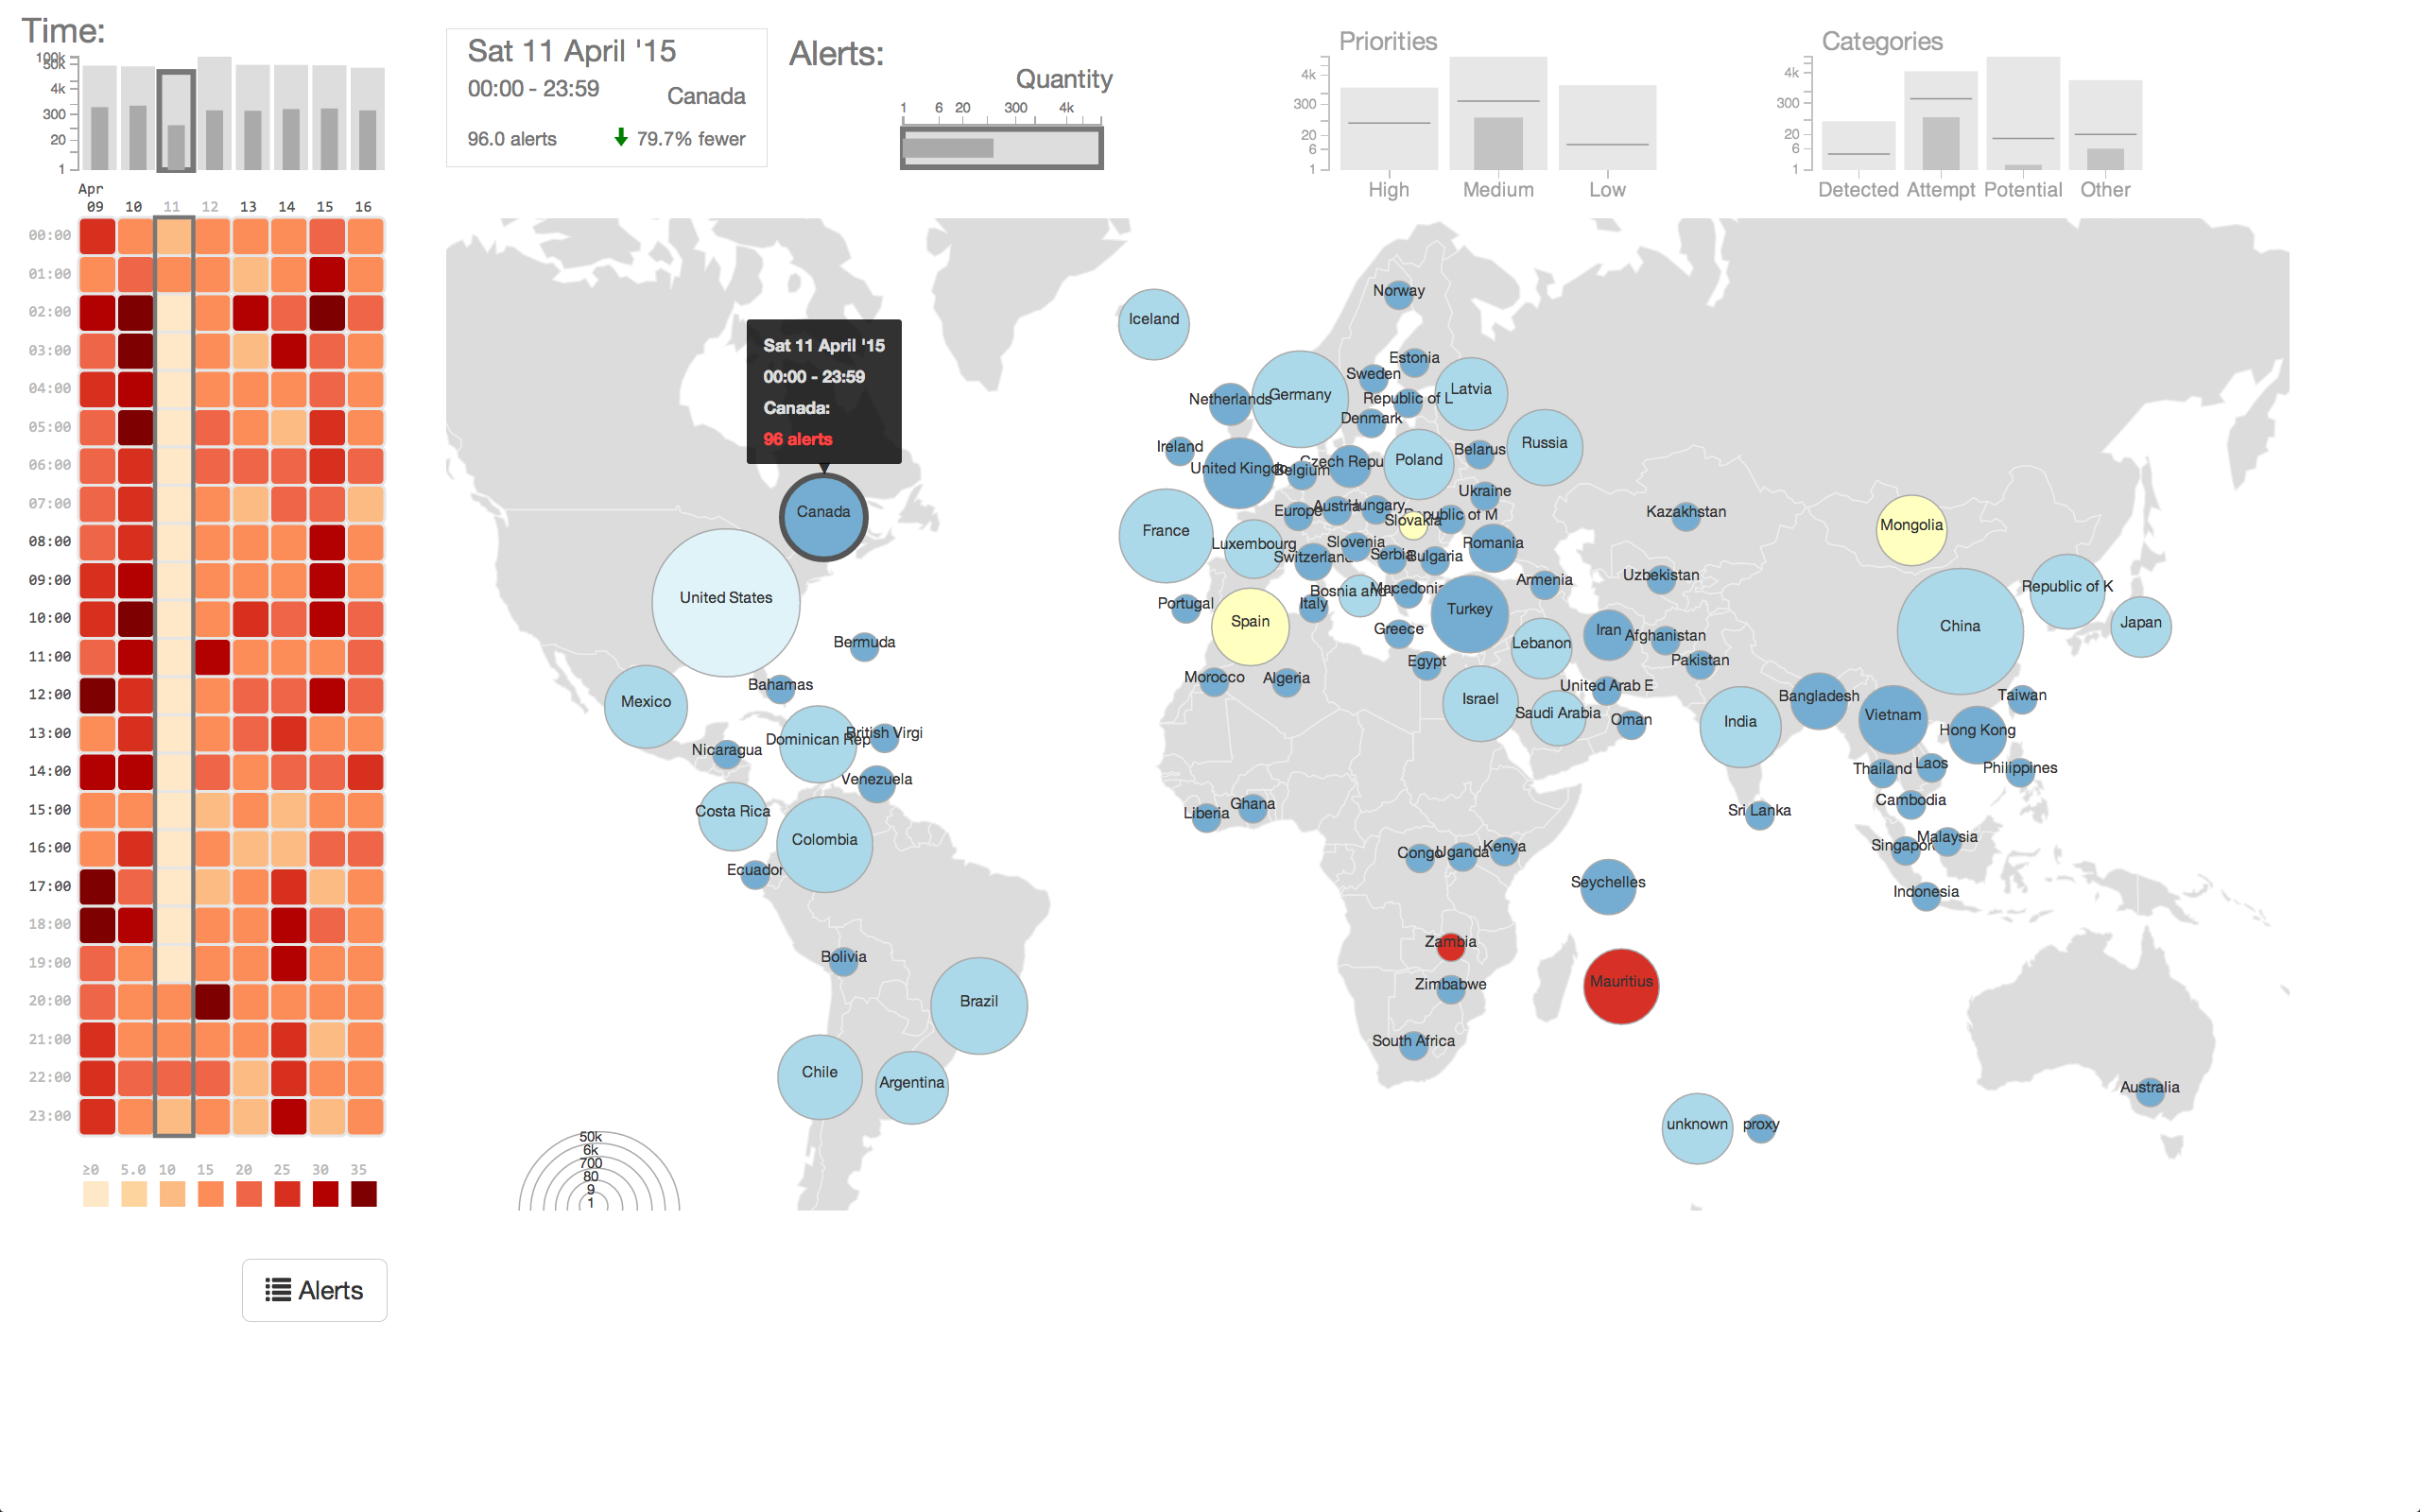 Time:
100k
50k
4k
300
20
1
Sat 11 April '15
00:00 - 23:59
Canada
96.0 alerts
79.7% fewer
Alerts:
Quantity
1 6 20 300 4k
Priorities
4k
300
20
6
1
High Medium Low
Categories
4k
300
20
6
1
Detected Attempt Potential Other
Apr
09 10 11 12 13 14 15 16
00:00
01:00
02:00
03:00
04:00
05:00
06:00
07:00
08:00
09:00
10:00
11:00
12:00
13:00
14:00
15:00
16:00
17:00
18:00
19:00
20:00
21:00
22:00
23:00
≥0 5.0 10 15 20 25 30 35
Alerts
Sat 11 April '15
00:00 - 23:59
Canada:
96 alerts
Norway
Iceland
Estonia
Sweden
Latvia
Germany
Netherlands
Republic of L
Denmark
Russia
Ireland
Belarus
Poland
Czech Repu
United Kingdo
Belgium
Ukraine
Canada
Europe
Austria
Hungary
Republic of M
Slovakia
Kazakhstan
Mongolia
France
Luxembourg
Slovenia
Romania
Switzerland
Serbia
Bulgaria
Uzbekistan
Armenia
Republic of K
Bosnia and
Macedonia
United States
Portugal
Italy
Turkey
Spain
Japan
China
Greece
Iran
Afghanistan
Bermuda
Lebanon
Egypt
Pakistan
Morocco
Algeria
Bahamas
United Arab E
Bangladesh
Taiwan
Mexico
Israel
Saudi Arabia
Vietnam
Oman
India
Hong Kong
British Virgi
Dominican Rep
Nicaragua
Laos
Thailand
Philippines
Venezuela
Cambodia
Ghana
Sri Lanka
Costa Rica
Liberia
Malaysia
Colombia
Singapor
Congo
Uganda
Kenya
Ecuador
Seychelles
Indonesia
Zambia
Bolivia
Mauritius
Zimbabwe
Brazil
South Africa
Chile
Argentina
Australia
unknown
proxy
50k
6k
700
80
9
1